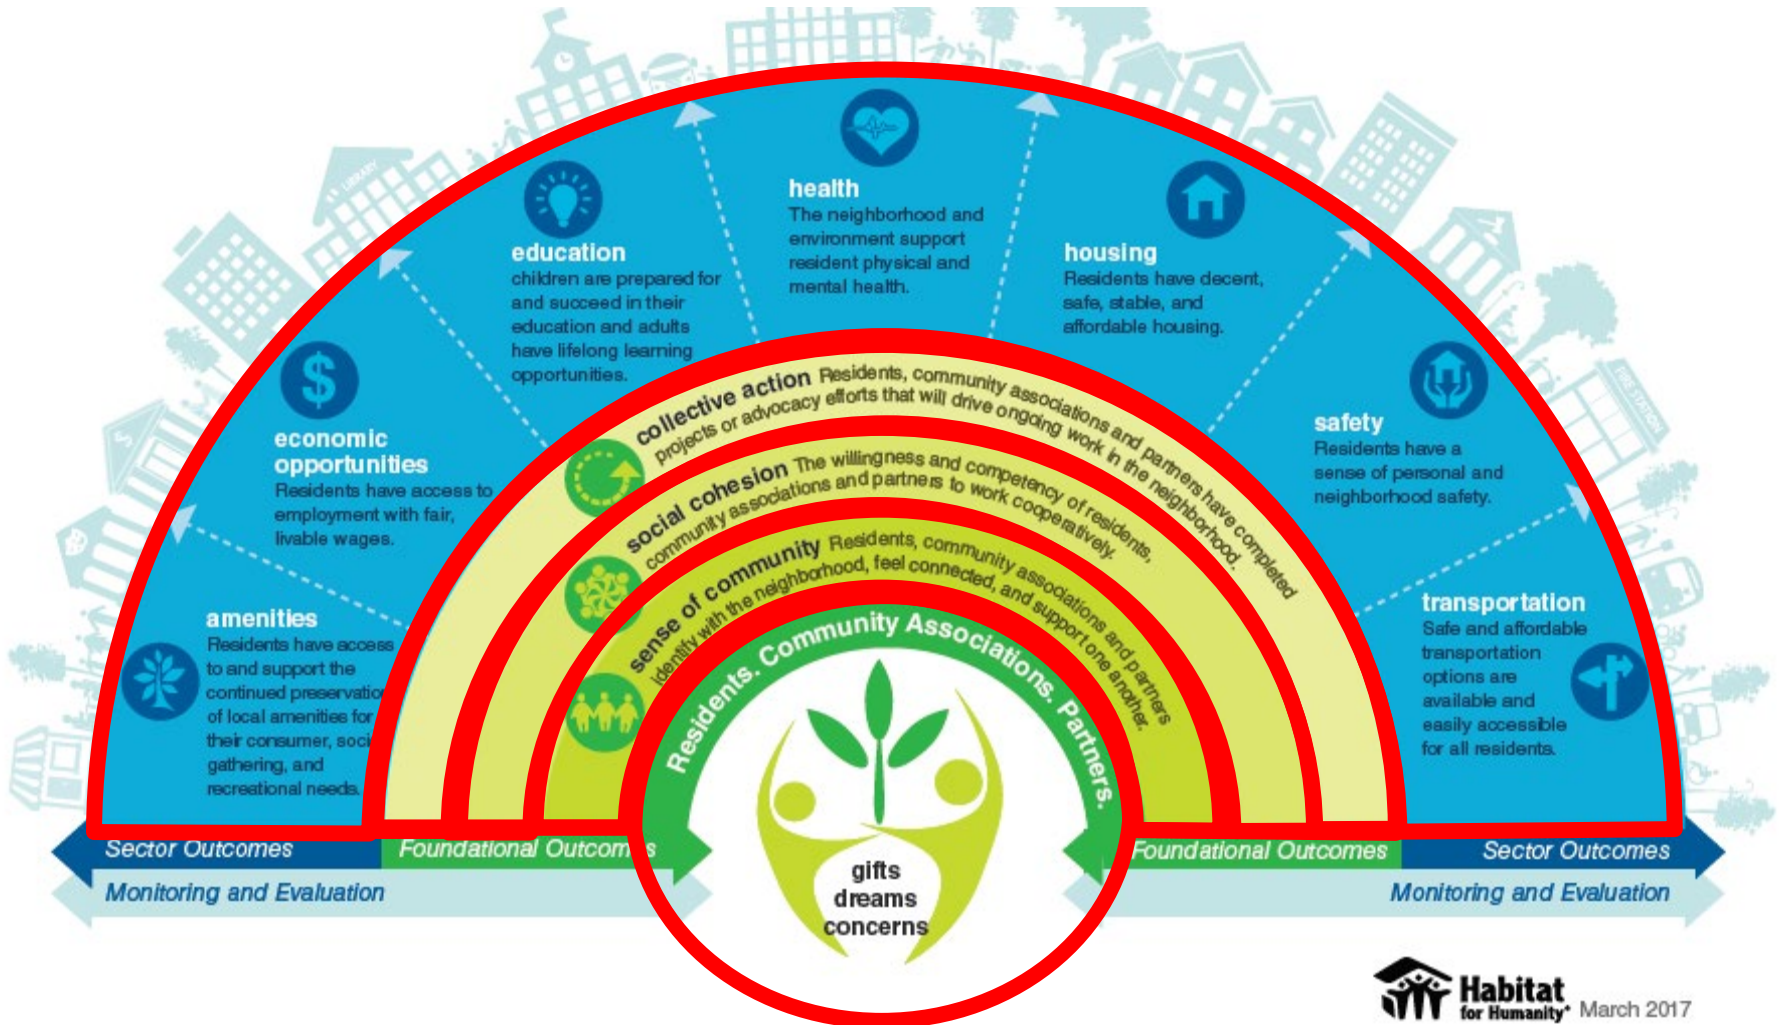 LIBRARY
FIRE STATION
health
The neighborhood and
environment support
resident physical and
mental health.
education
children are prepared for
and succeed in their
education and adults
have lifelong learning
opportunities.
housing
Residents have decent,
safe, stable, and
affordable housing.
economic
opportunities
Residents have access to
employment with fair,
livable wages.
safety
Residents have a
sense of personal and
neighborhood safety.
amenities
Residents have access
to and support the
continued preservatio
of local amenities for
their consumer, soci
gathering, and
recreational needs.
transportation
Safe and affordable
transportation
options are
available and
easily accessible
for all residents.
collective action Residents, community associations and partners have completed
projects or advocacy efforts that will drive ongoing work in the neighborhood.
social cohesion The willingness and competency of residents,
community associations and partners to work cooperatively.
sense of community Residents, community associations and partners
identify with the neighborhood, feel connected, and support one another.
Residents. Community Associations. Partners.
gifts
dreams
concerns
Sector Outcomes
Foundational Outcomes
Foundational Outcomes
Sector Outcomes
Monitoring and Evaluation
Monitoring and Evaluation
Habitat
for Humanity®
March 2017